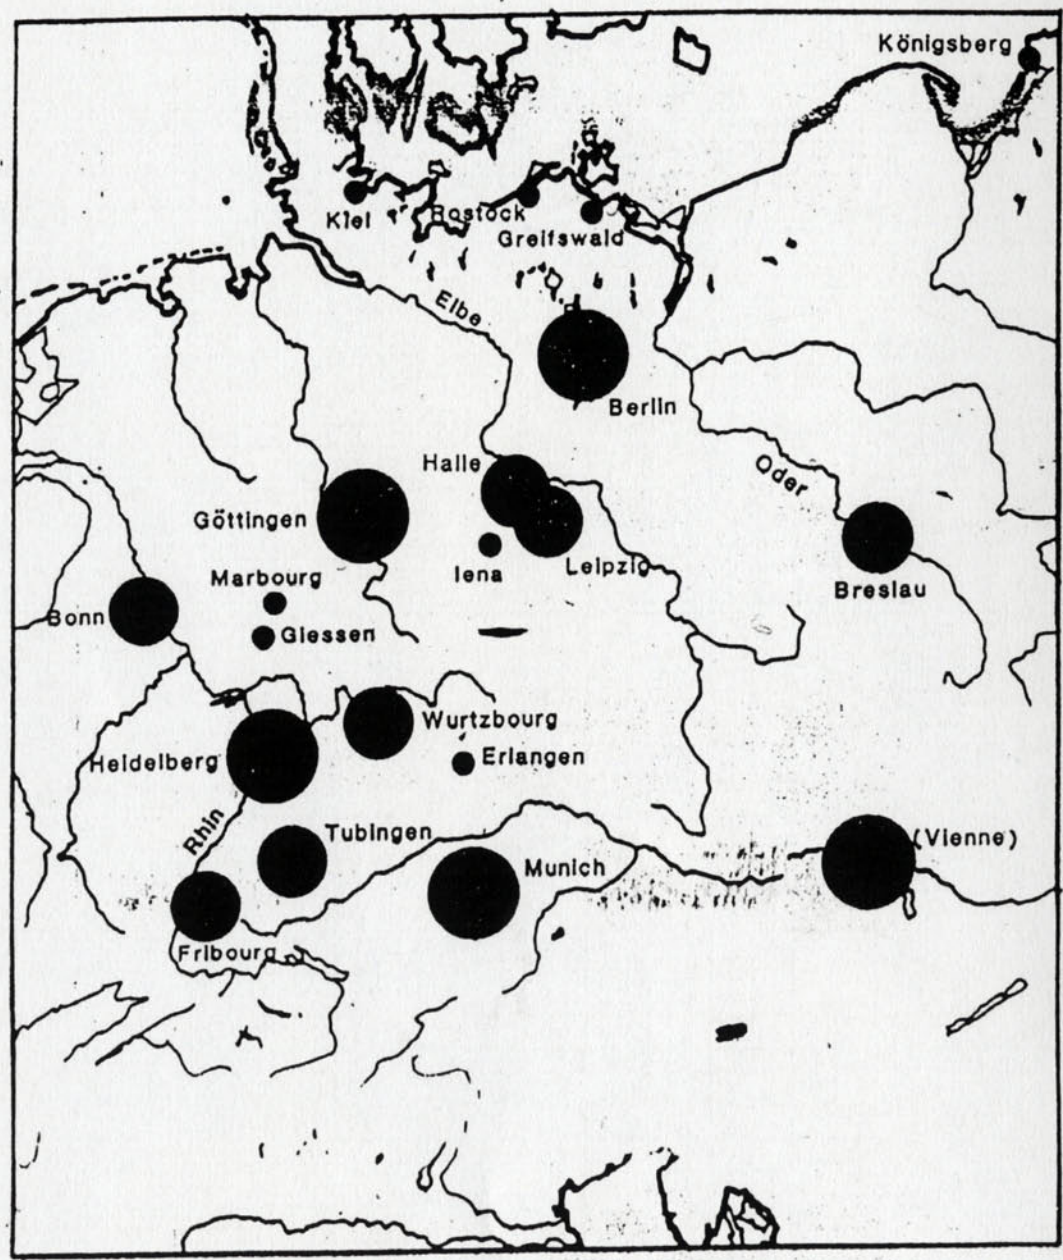 Königsberg
Kiel
Rostock
Greifswald
Elbe
Berlin
Halle
Oder
Göttingen
Iena
Leipzig
Marbourg
Breslau
Bonn
Giessen
Wurtzbourg
Heidelberg
Erlangen
Rhin
Tubingen
(Vienne)
Munich
Fribourg